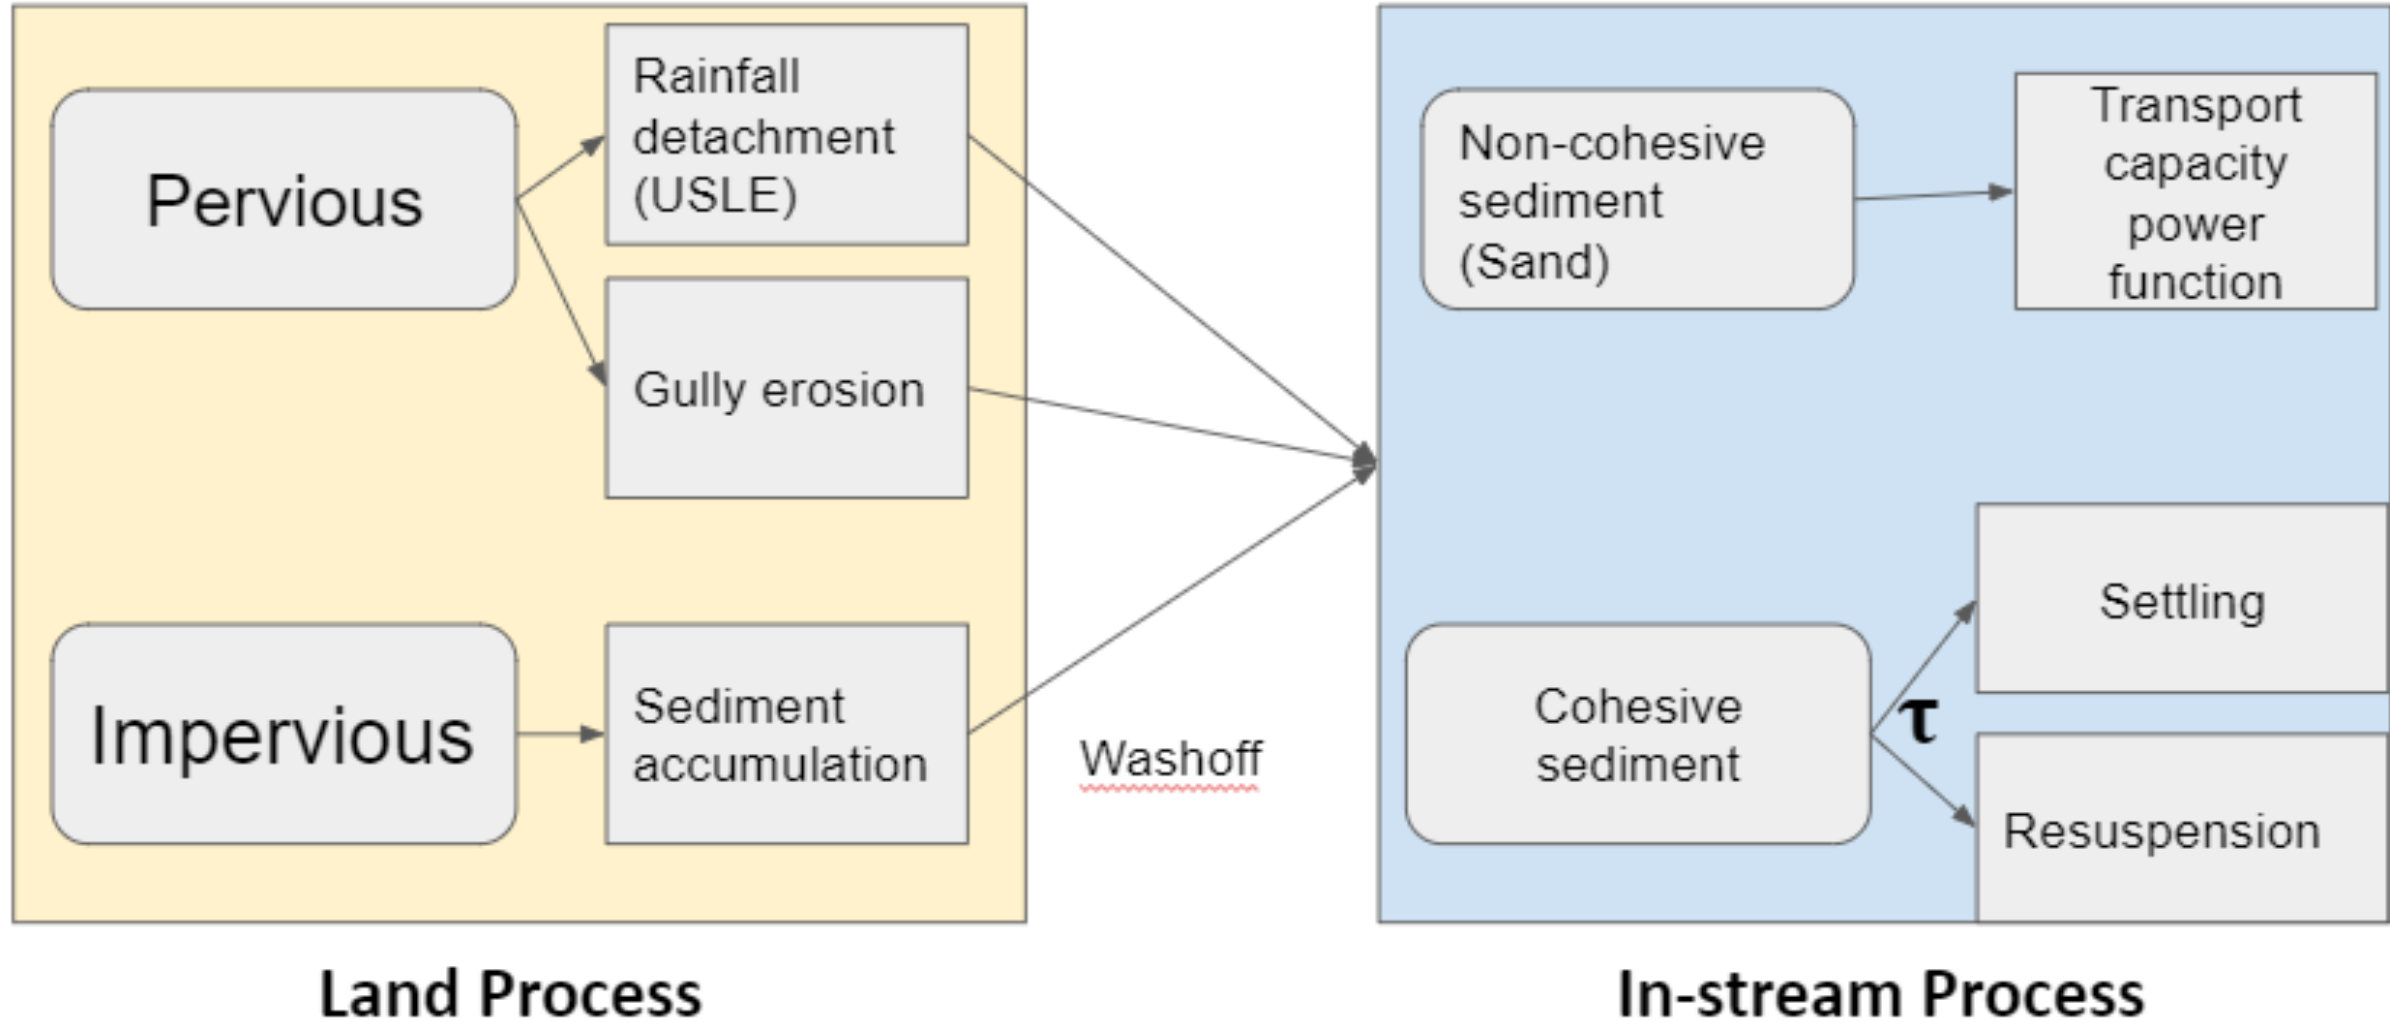 Pervious
Rainfall
detachment
(USLE)
Gully erosion
Impervious
Sediment
accumulation
Washoff
Non-cohesive
sediment
(Sand)
Transport
capacity
power
function
Cohesive
sediment
τ
Settling
Resuspension
Land Process
In-stream Process